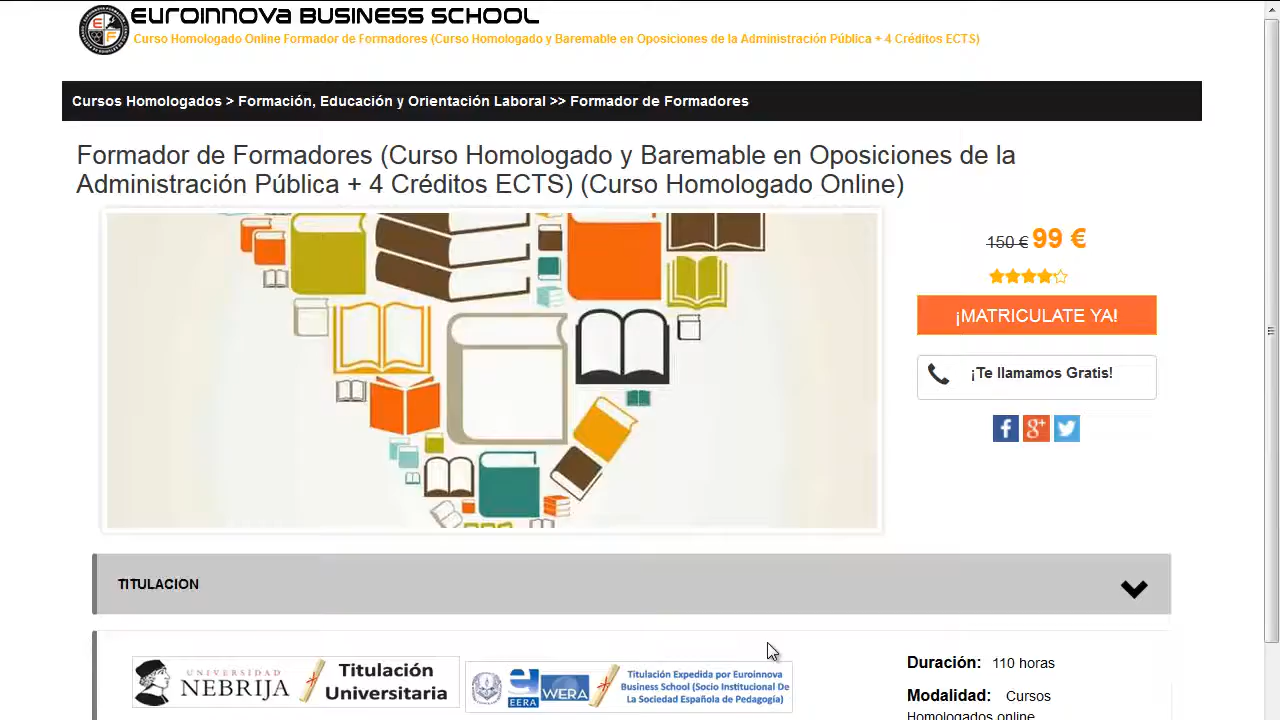 Euroinnova BUSINESS SCHOOL
Curso Homologado Online Formador de Formadores (Curso Homologado y Baremable en Oposiciones de la Administración Pública + 4 Créditos ECTS)
Cursos Homologados > Formación, Educación y Orientación Laboral >> Formador de Formadores
Formador de Formadores (Curso Homologado y Baremable en Oposiciones de la
Administración Pública + 4 Créditos ECTS) (Curso Homologado Online)
150 € 99 €
¡MATRICULATE YA!
¡Te llamamos Gratis!
TITULACION
UNIVERSIDAD
NEBRIJA
Titulación
Universitaria
EERA
WERA
Titulación Expedida por Euroinnova
Business School (Socio Institucional De
La Sociedad Española de Pedagogía)
Duración: 110 horas
Modalidad: Cursos
Homologados online